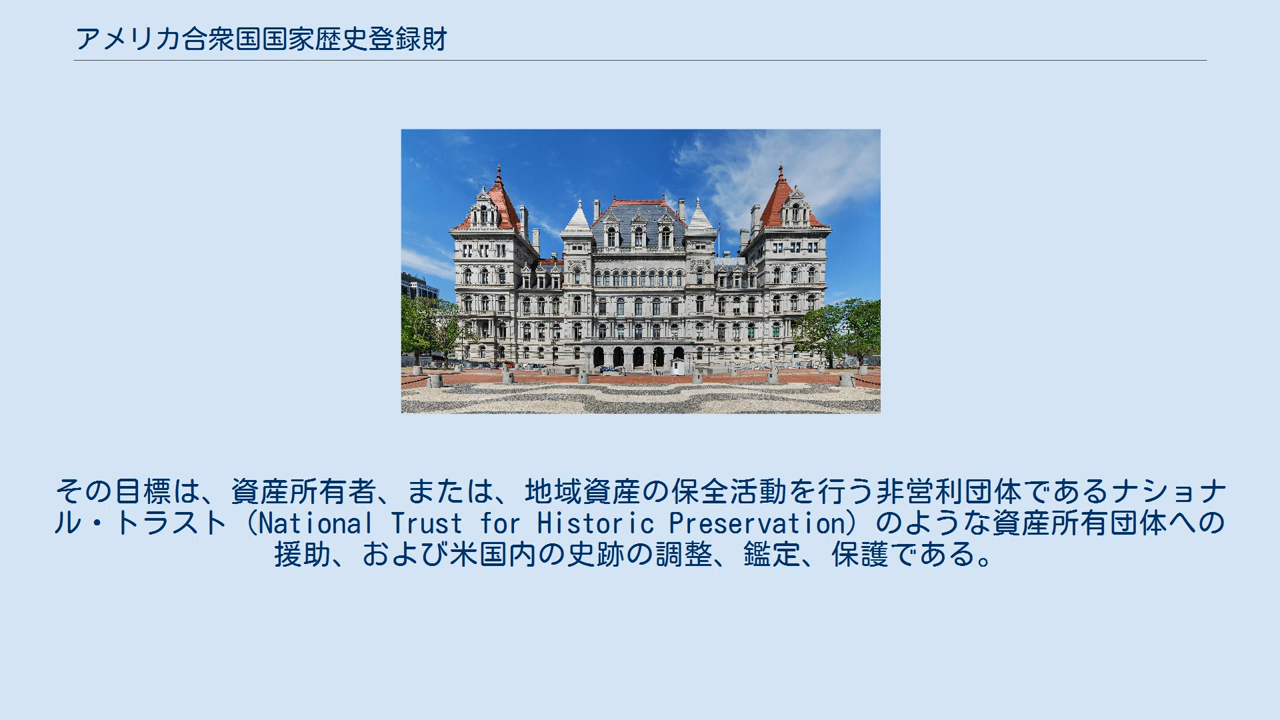 アメリカ合衆国国家歴史登録財
その目標は、資産所有者、または、地域資産の保全活動を行う非営利団体であるナショナ
ル・トラスト（National Trust for Historic Preservation）のような資産所有団体への
援助、および米国内の史跡の調整、鑑定、保護である。